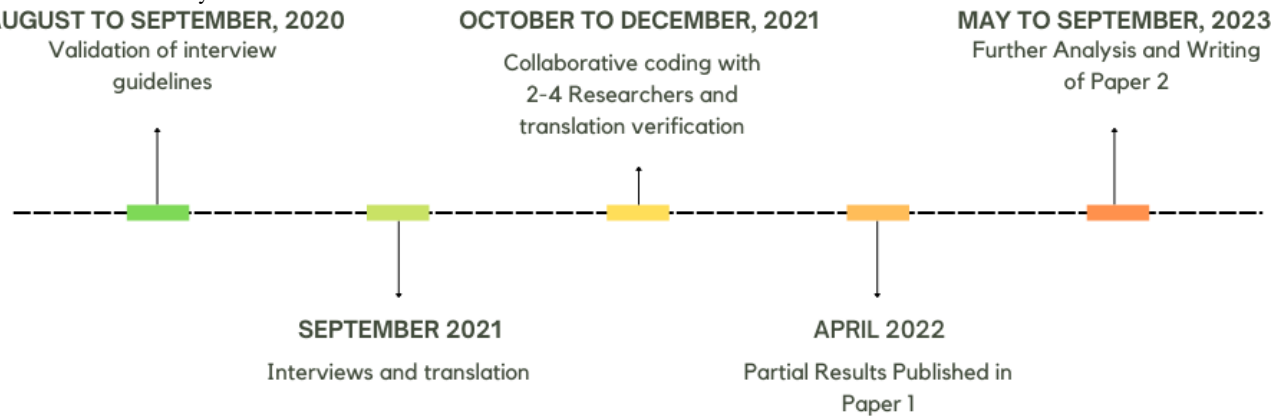 AUGUST TO SEPTEMBER, 2020
Validation of interview
guidelines
OCTOBER TO DECEMBER, 2021
Collaborative coding with
2-4 Researchers and
translation verification
MAY TO SEPTEMBER, 2023
Further Analysis and Writing
of Paper 2
SEPTEMBER 2021
Interviews and translation
APRIL 2022
Partial Results Published in
Paper 1